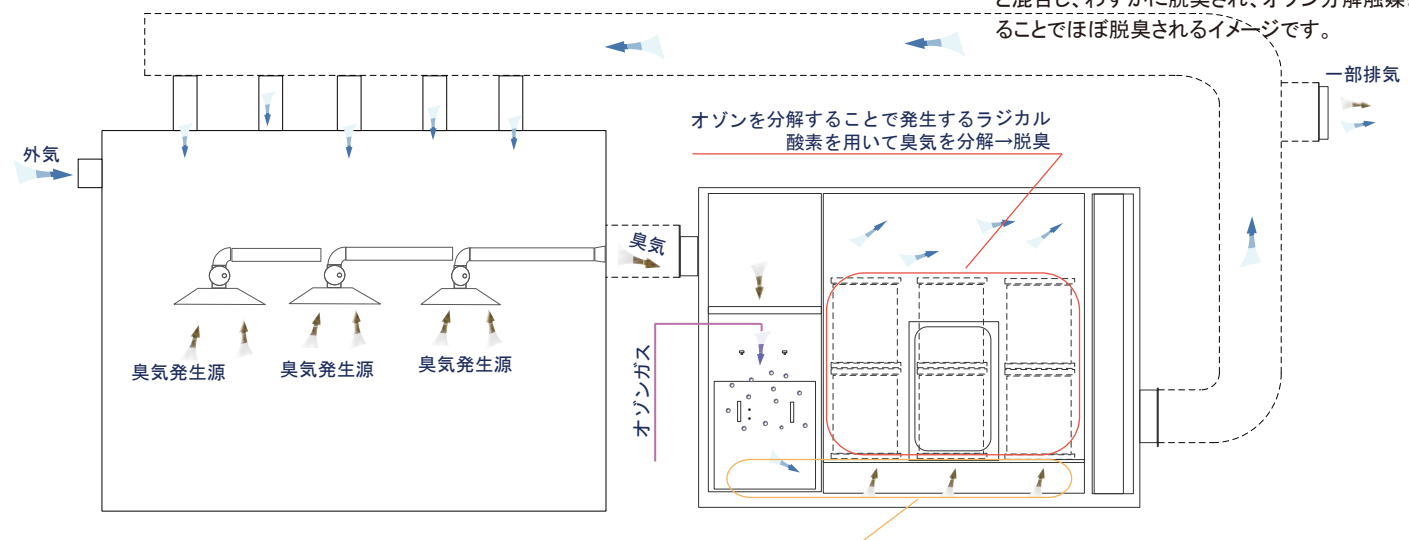 ることでほぼ脱臭されるイメージです。
一部排気
オゾンを分解することで発生するラジカル
酸素を用いて臭気を分解→脱臭
外気
臭気
臭気発生源
臭気発生源
臭気発生源
オゾンガス